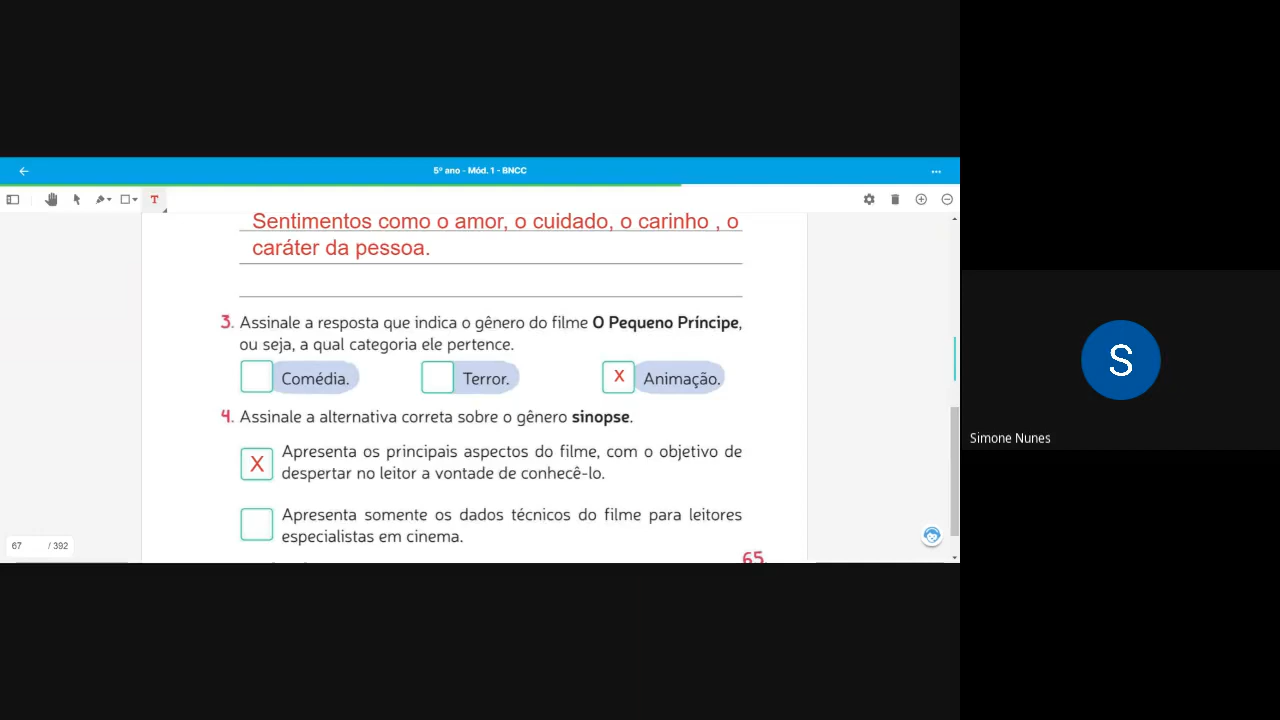 5º ano - Mód. 1 - BNCC
T
Sentimentos como o amor, o cuidado, o carinho , o
caráter da pessoa.
3. Assinale a resposta que indica o gênero do filme O Pequeno Príncipe,
ou seja, a qual categoria ele pertence.
Comédia. Terror. X Animação.
4. Assinale a alternativa correta sobre o gênero sinopse.
X Apresenta os principais aspectos do filme, com o objetivo de
despertar no leitor a vontade de conhecê-lo.
Apresenta somente os dados técnicos do filme para leitores
especialistas em cinema.
67 / 392
65
S
Simone Nunes